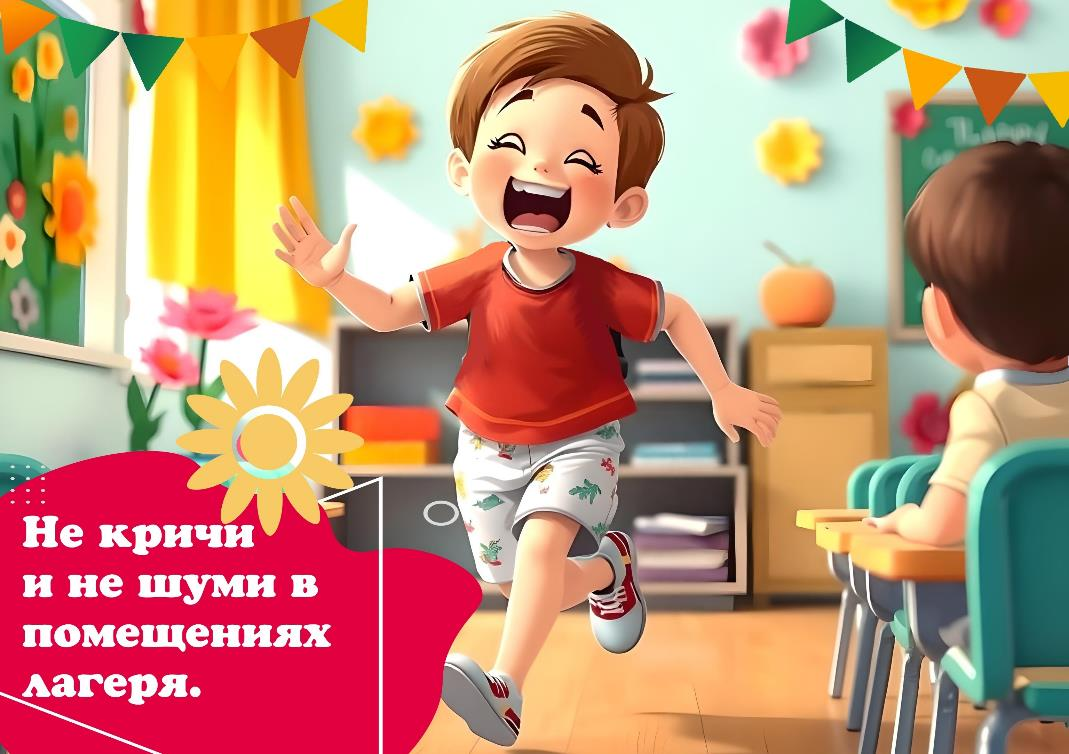 Не кричи
и не шуми в
помещениях
лагеря.